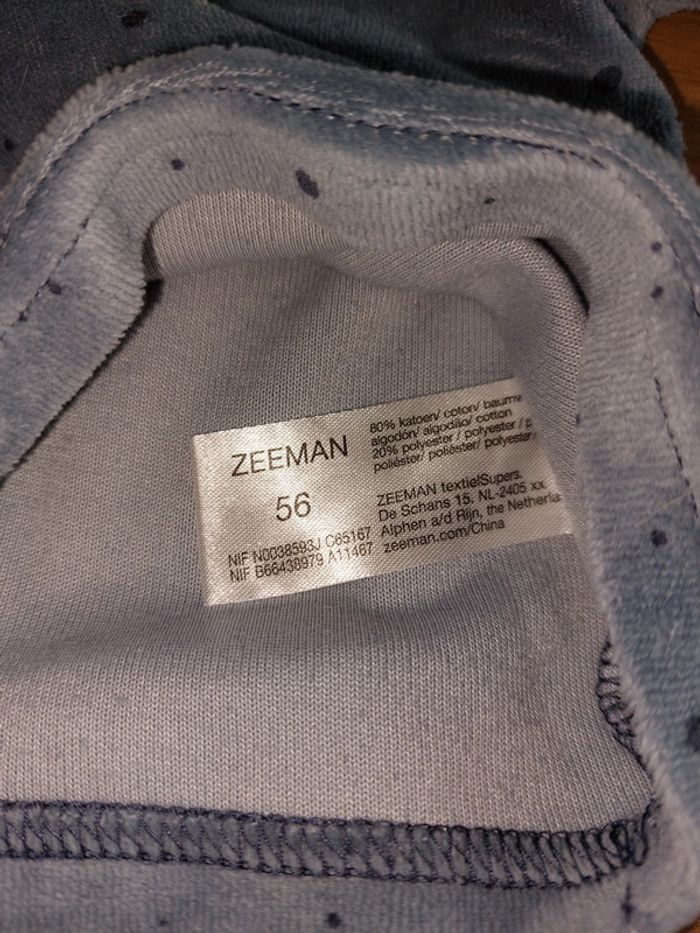 ZEEMAN
56
NIF N0038593J C65167
NIF B66438979 A11467
80% katoen/ coton/ baumw
algodón/ algodão/ cotton
20% polyester / polyester / p
poliéster/ poliéster/ polyester/
ZEEMAN textielSupers.
De Schans 15. NL-2405 xx
Alphen a/d Rijn, the Netherla
zeeman.com/China